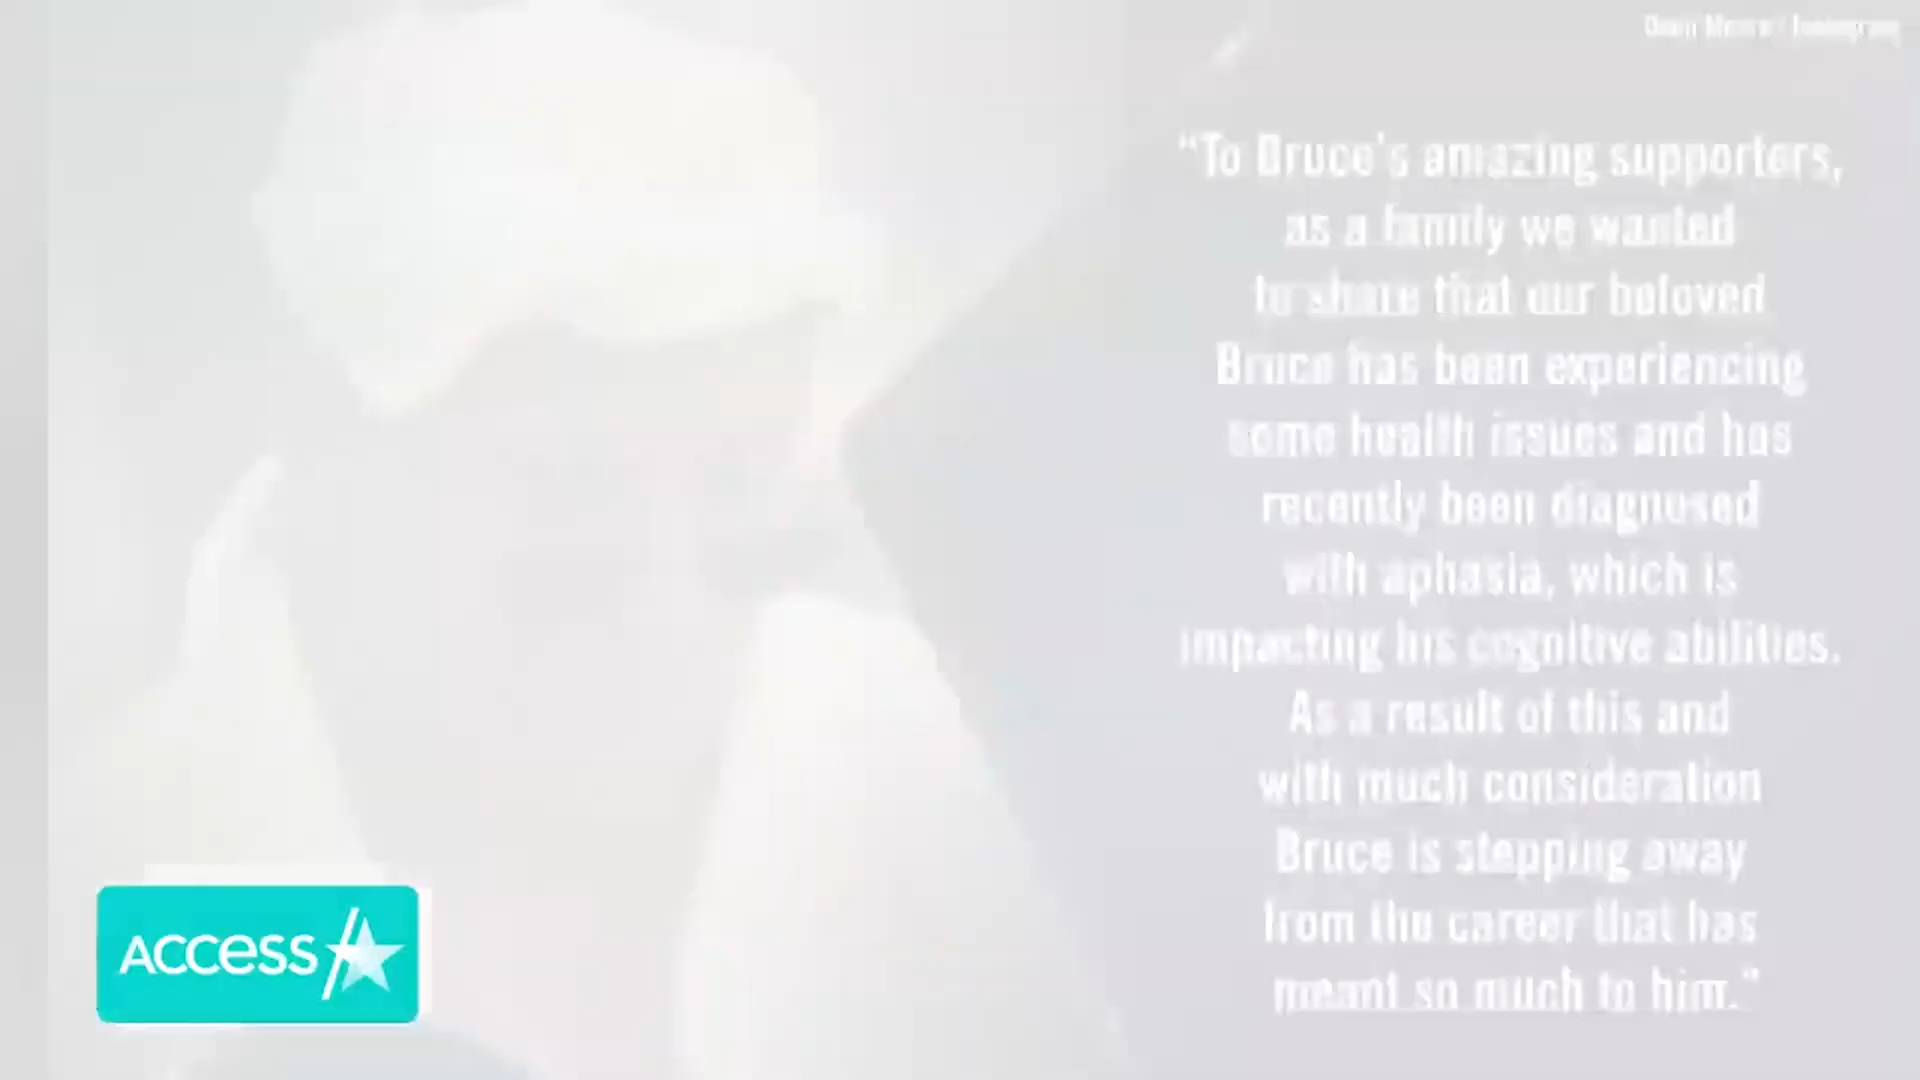 "To Bruce's amazing supporters,
as a family we wanted
to share that our beloved
Bruce has been experiencing
some health issues and has
recently been diagnosed
with aphasia, which is
impacting his cognitive abilities.
As a result of this and
with much consideration
Bruce is stepping away
from the career that has
meant so much to him."
access